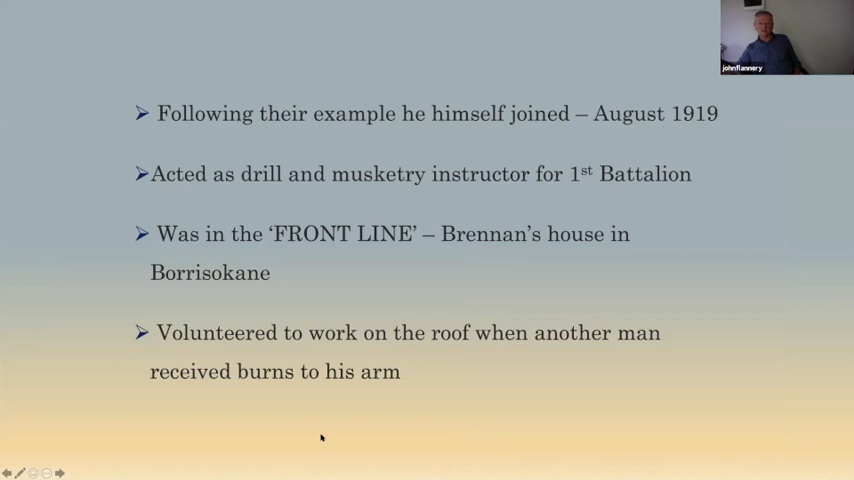 johnflannery
➢ Following their example he himself joined – August 1919
➢Acted as drill and musketry instructor for 1st Battalion
➢ Was in the ‘FRONT LINE’ – Brennan’s house in
Borrisokane
➢ Volunteered to work on the roof when another man
received burns to his arm